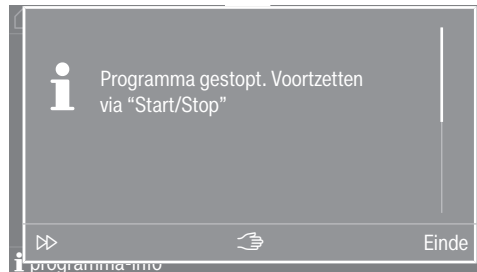 Programma gestopt. Voortzetten
via “Start/Stop”
Einde
programma-info